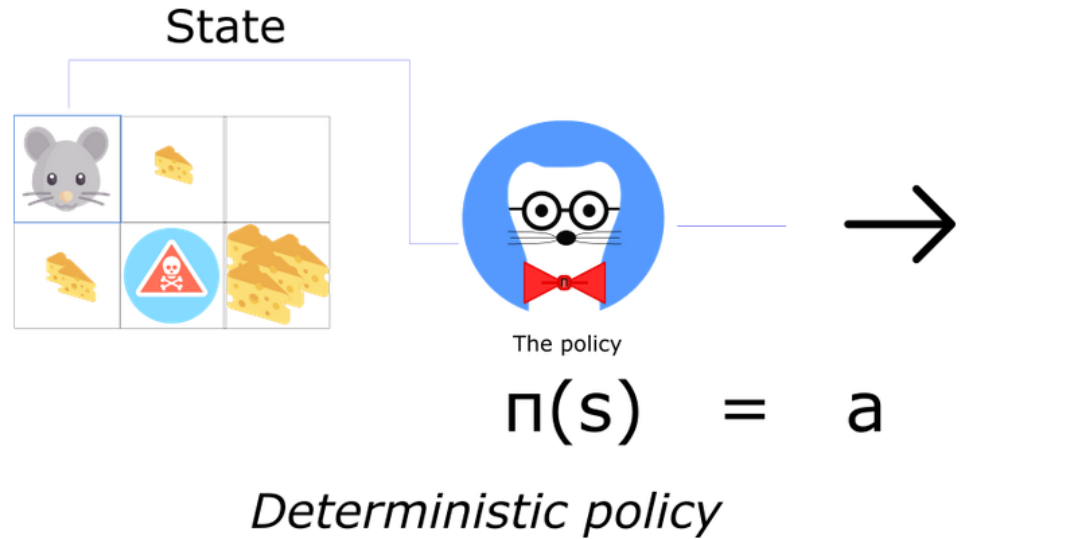 State
The policy
π(s) = a
Deterministic policy